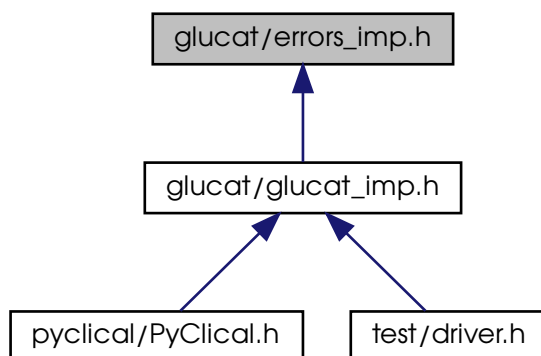 glucat/errors_imp.h
glucat/glucat_imp.h
pyclical/PyClical.h
test/driver.h